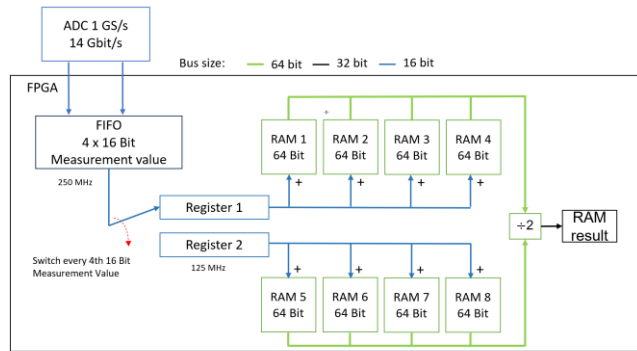 ADC 1 GS/s
14 Gbit/s
Bus size: 64 bit 32 bit 16 bit
FPGA
FIFO
4 x 16 Bit
Measurement value
250 MHz
RAM 1
64 Bit
RAM 2
64 Bit
RAM 3
64 Bit
RAM 4
64 Bit
+ + + +
Register 1
Switch every 4th 16 Bit
Measurement Value
Register 2
125 MHz
÷2
RAM
result
+ + + +
RAM 5
64 Bit
RAM 6
64 Bit
RAM 7
64 Bit
RAM 8
64 Bit